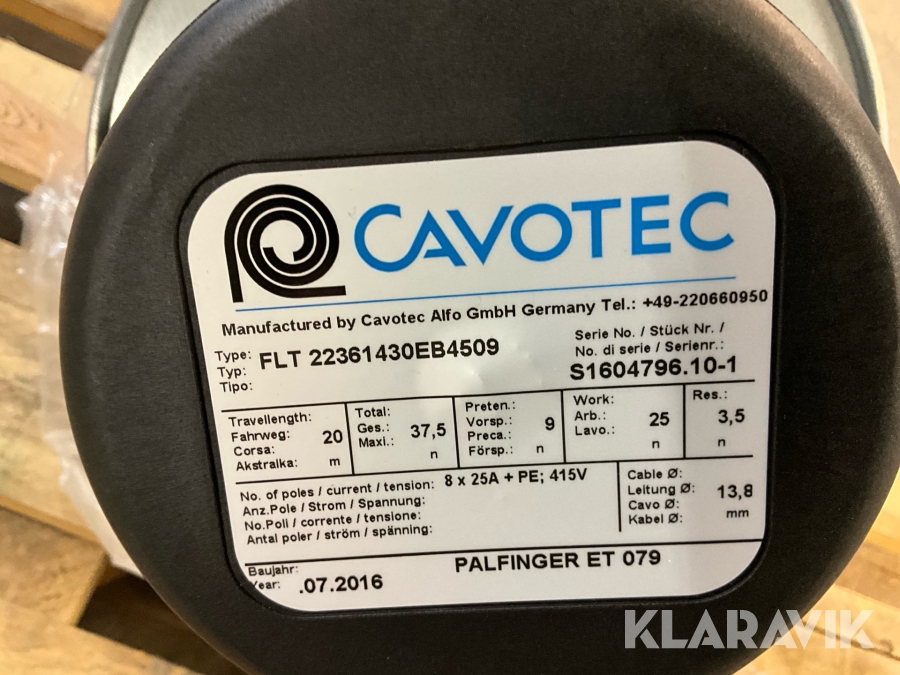 CAVOTEC
Manufactured by Cavotec Alfo GmbH Germany Tel.: +49-220660950
Type:
Typ:
Tipo:
FLT 22361430EB4509
Serie No. / Stück Nr. /
No. di serie / Serienr.:
S1604796.10-1
Travellength:
Fahrweg:
Corsa:
Akstralka:
20
m
Total:
Ges.:
Maxi.:
37,5
n
Preten.:
Vorsp.:
Preca.:
Försp.:
9
n
Work:
Arb.:
Lavo.:
25
n
Res.:
3,5
n
No. of poles / current / tension: 8 x 25A + PE; 415V
Anz.Pole / Strom / Spannung:
No.Poli / corrente / tensione:
Antal poler / ström / spänning:
Cable Ø:
Leitung Ø:
Cavo Ø:
Kabel Ø:
13,8
mm
Baujahr:
Year:
.07.2016
PALFINGER ET 079
KLARAVIK